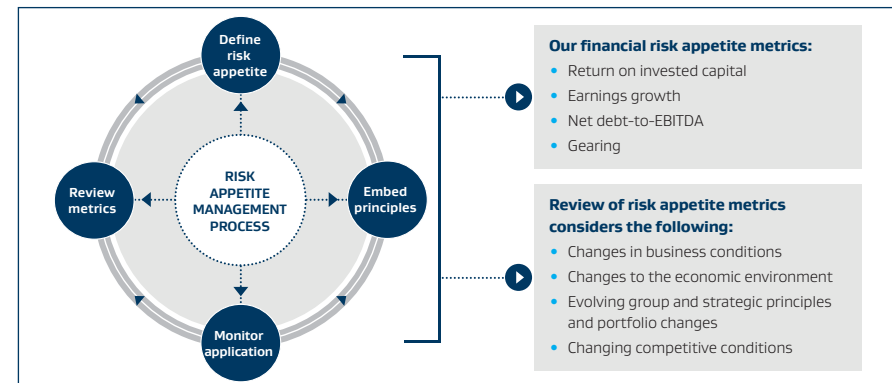 Define
risk
appetite
Review
metrics
RISK
APPETITE
MANAGEMENT
PROCESS
Embed
principles
Monitor
application
Our financial risk appetite metrics:
• Return on invested capital
• Earnings growth
• Net debt-to-EBITDA
• Gearing
Review of risk appetite metrics
considers the following:
• Changes in business conditions
• Changes to the economic environment
• Evolving group and strategic principles
and portfolio changes
• Changing competitive conditions